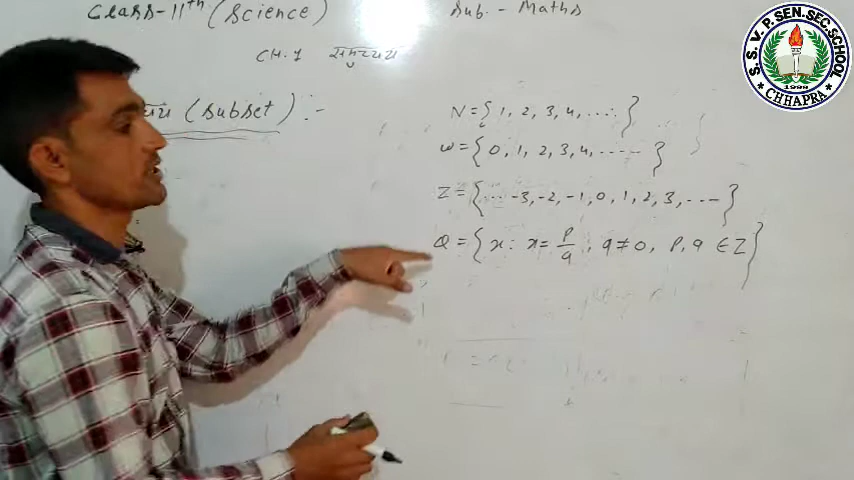 Class-11th (Science) Sub. - Maths
CH.1 समुच्चय
(Subset) :-
N = { 1, 2, 3, 4, ..... }
W = { 0, 1, 2, 3, 4, ...... }
Z = { ... -3, -2, -1, 0, 1, 2, 3, ... }
Q = { x : x = p/q , q ≠ 0, p, q ∈ Z }
S. S. V. P. SEN. SEC. SCHOOL
1998
CHHAPRA